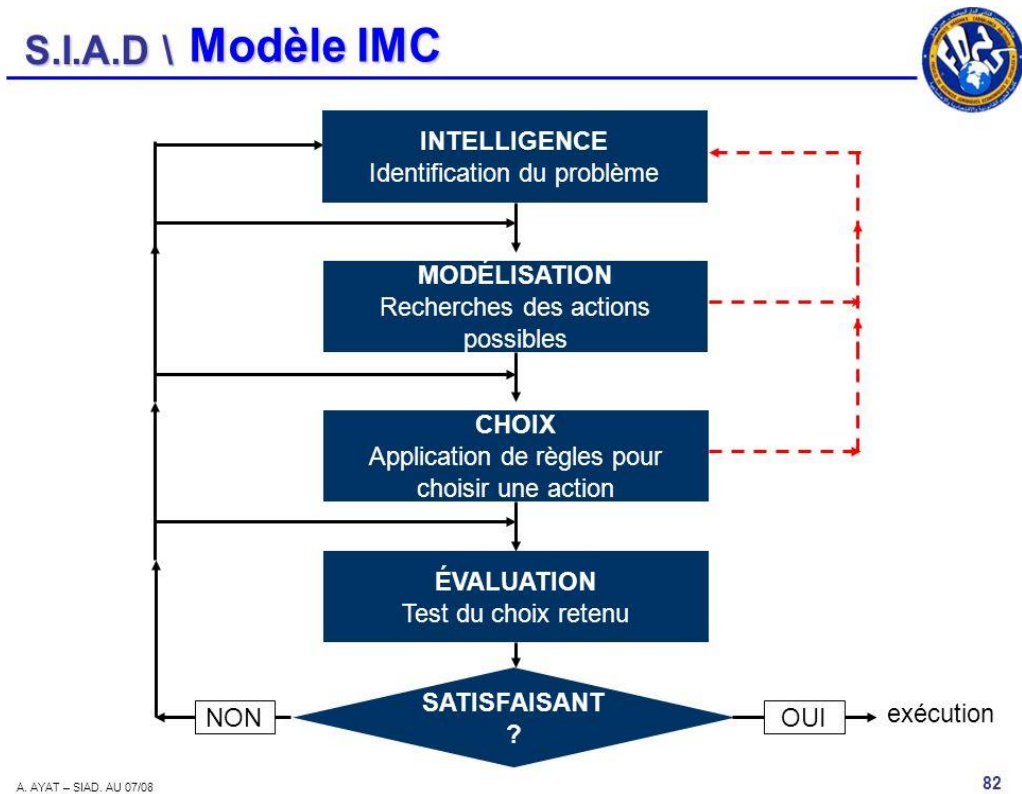 S.I.A.D \ Modèle IMC
INTELLIGENCE
Identification du problème
MODÉLISATION
Recherches des actions
possibles
CHOIX
Application de règles pour
choisir une action
ÉVALUATION
Test du choix retenu
SATISFAISANT
?
NON
OUI
exécution
A. AYAT – SIAD. AU 07/08
82